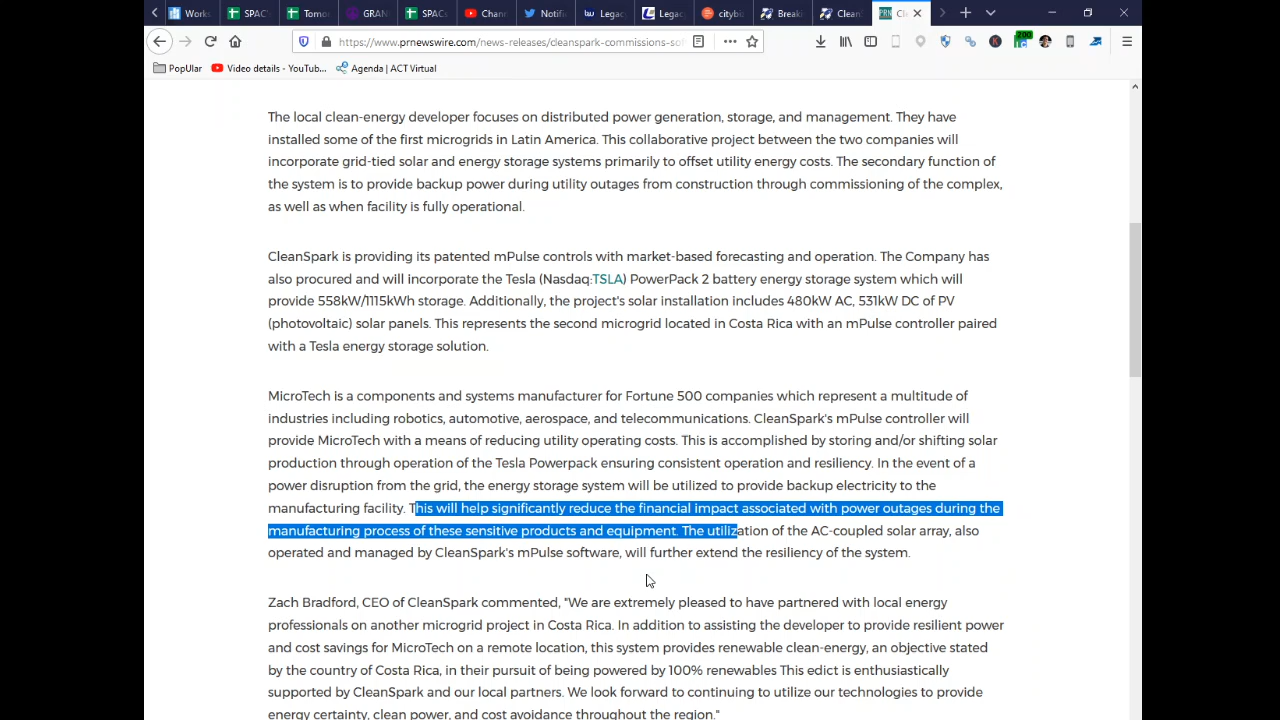 Work
SPAC'
Tomo
GRAN
SPACs
Chann
Notifi
Legac
Legac
citybiz
Breaki
Clean
Cl
https://www.prnewswire.com/news-releases/cleanspark-commissions-so
200
PopUlar
Video details - YouTub...
Agenda | ACT Virtual
The local clean-energy developer focuses on distributed power generation, storage, and management. They have
installed some of the first microgrids in Latin America. This collaborative project between the two companies will
incorporate grid-tied solar and energy storage systems primarily to offset utility energy costs. The secondary function of
the system is to provide backup power during utility outages from construction through commissioning of the complex,
as well as when facility is fully operational.
CleanSpark is providing its patented mPulse controls with market-based forecasting and operation. The Company has
also procured and will incorporate the Tesla (Nasdaq:TSLA) PowerPack 2 battery energy storage system which will
provide 558kW/1115kWh storage. Additionally, the project's solar installation includes 480kW AC, 531kW DC of PV
(photovoltaic) solar panels. This represents the second microgrid located in Costa Rica with an mPulse controller paired
with a Tesla energy storage solution.
MicroTech is a components and systems manufacturer for Fortune 500 companies which represent a multitude of
industries including robotics, automotive, aerospace, and telecommunications. CleanSpark's mPulse controller will
provide MicroTech with a means of reducing utility operating costs. This is accomplished by storing and/or shifting solar
production through operation of the Tesla Powerpack ensuring consistent operation and resiliency. In the event of a
power disruption from the grid, the energy storage system will be utilized to provide backup electricity to the
manufacturing facility. This will help significantly reduce the financial impact associated with power outages during the
manufacturing process of these sensitive products and equipment. The utilization of the AC-coupled solar array, also
operated and managed by CleanSpark's mPulse software, will further extend the resiliency of the system.
Zach Bradford, CEO of CleanSpark commented, "We are extremely pleased to have partnered with local energy
professionals on another microgrid project in Costa Rica. In addition to assisting the developer to provide resilient power
and cost savings for MicroTech on a remote location, this system provides renewable clean-energy, an objective stated
by the country of Costa Rica, in their pursuit of being powered by 100% renewables This edict is enthusiastically
supported by CleanSpark and our local partners. We look forward to continuing to utilize our technologies to provide
energy certainty, clean power, and cost avoidance throughout the region."